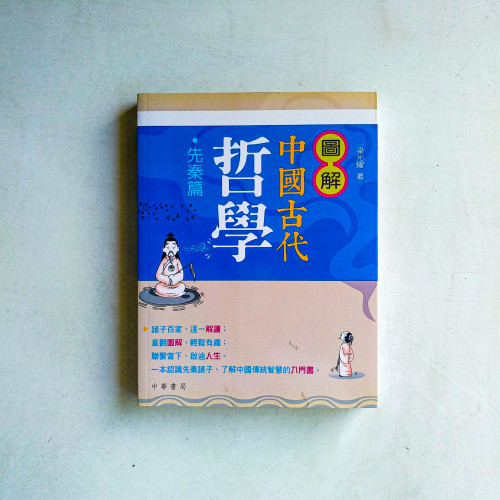 圖解
中國古代
哲學
·先秦篇
梁光耀 著
諸子百家，逐一解讀；
直觀圖解，輕鬆有趣；
聯繫當下，啟迪人生。
一本認識先秦諸子、了解中國傳統智慧的入門書。
中華書局